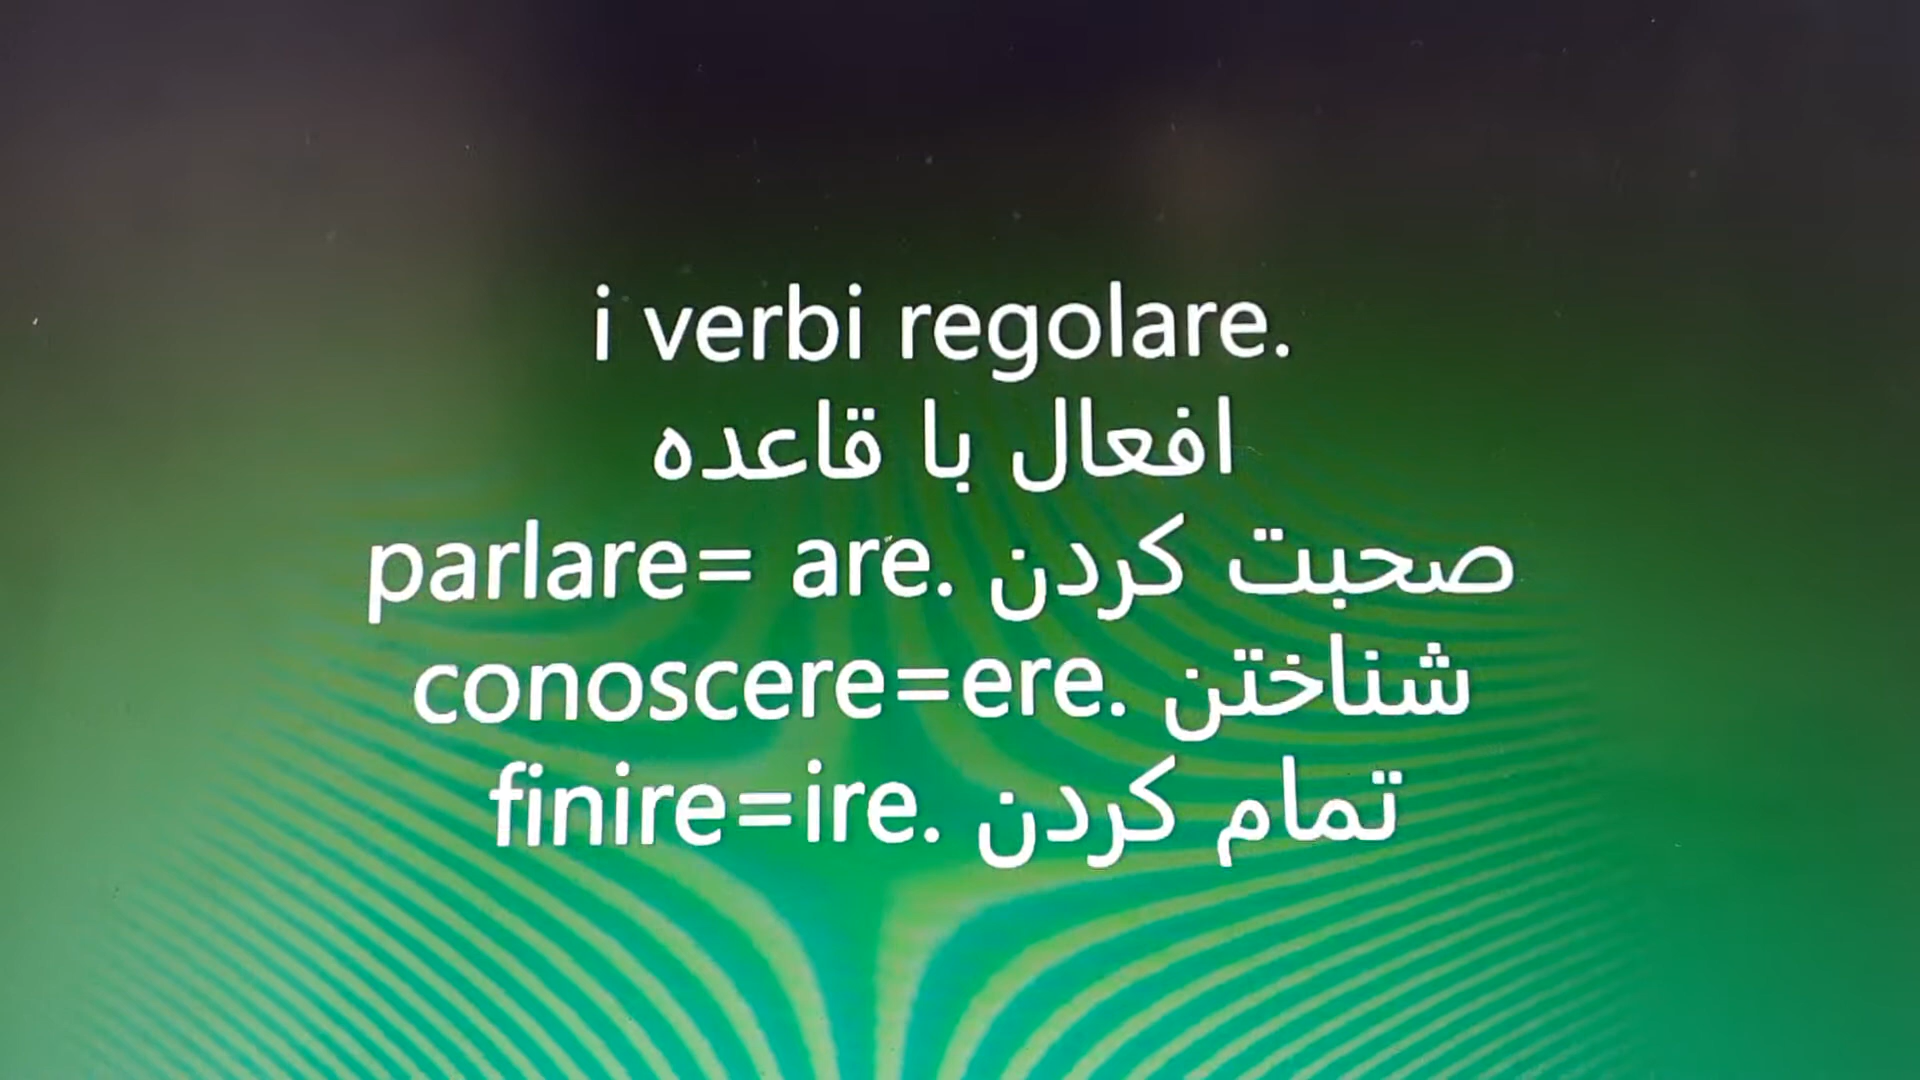 i verbi regolare.
افعال با قاعده
parlare= are. صحبت کردن
conoscere=ere. شناختن
finire=ire. تمام کردن